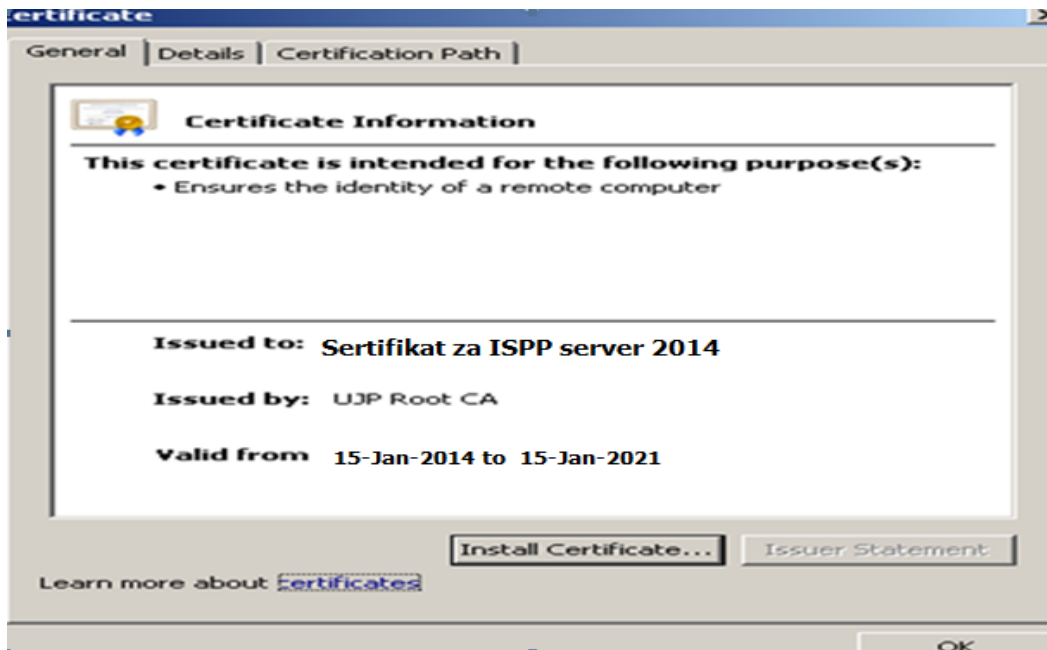 ertificate
General Details Certification Path
Certificate Information
This certificate is intended for the following purpose(s):
• Ensures the identity of a remote computer
Issued to: Sertifikat za ISPP server 2014
Issued by: UJP Root CA
Valid from 15-Jan-2014 to 15-Jan-2021
Install Certificate... Issuer Statement
Learn more about certificates
OK